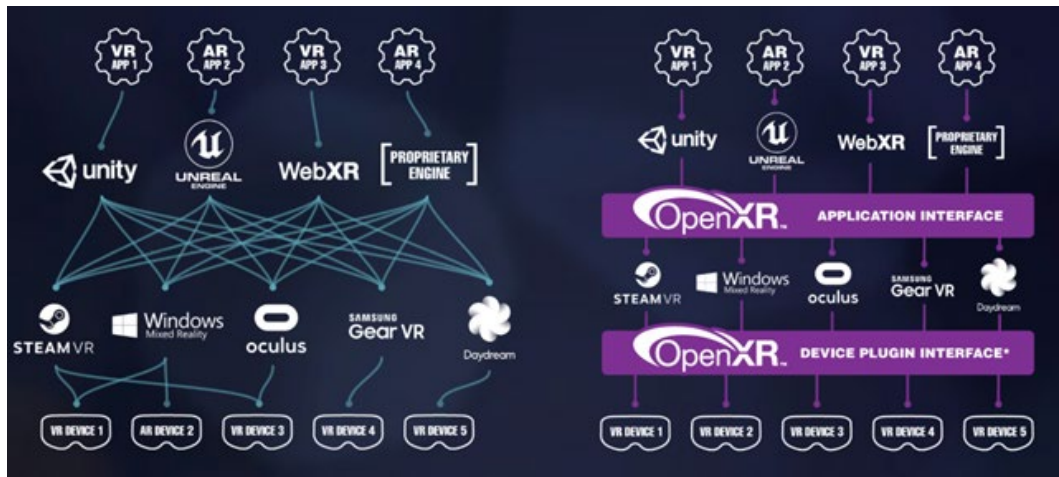 VR
APP 1
AR
APP 2
VR
APP 3
AR
APP 4
unity
UNREAL
ENGINE
WebXR
PROPRIETARY
ENGINE
STEAMVR
Windows
Mixed Reality
oculus
SAMSUNG
Gear VR
Daydream
VR DEVICE 1
AR DEVICE 2
VR DEVICE 3
VR DEVICE 4
VR DEVICE 5
VR
APP 1
AR
APP 2
VR
APP 3
AR
APP 4
unity
UNREAL
ENGINE
WebXR
PROPRIETARY
ENGINE
OpenXR™ APPLICATION INTERFACE
STEAMVR
Windows
Mixed Reality
oculus
SAMSUNG
Gear VR
Daydream
OpenXR™ DEVICE PLUGIN INTERFACE*
VR DEVICE 1
VR DEVICE 2
VR DEVICE 3
VR DEVICE 4
VR DEVICE 5